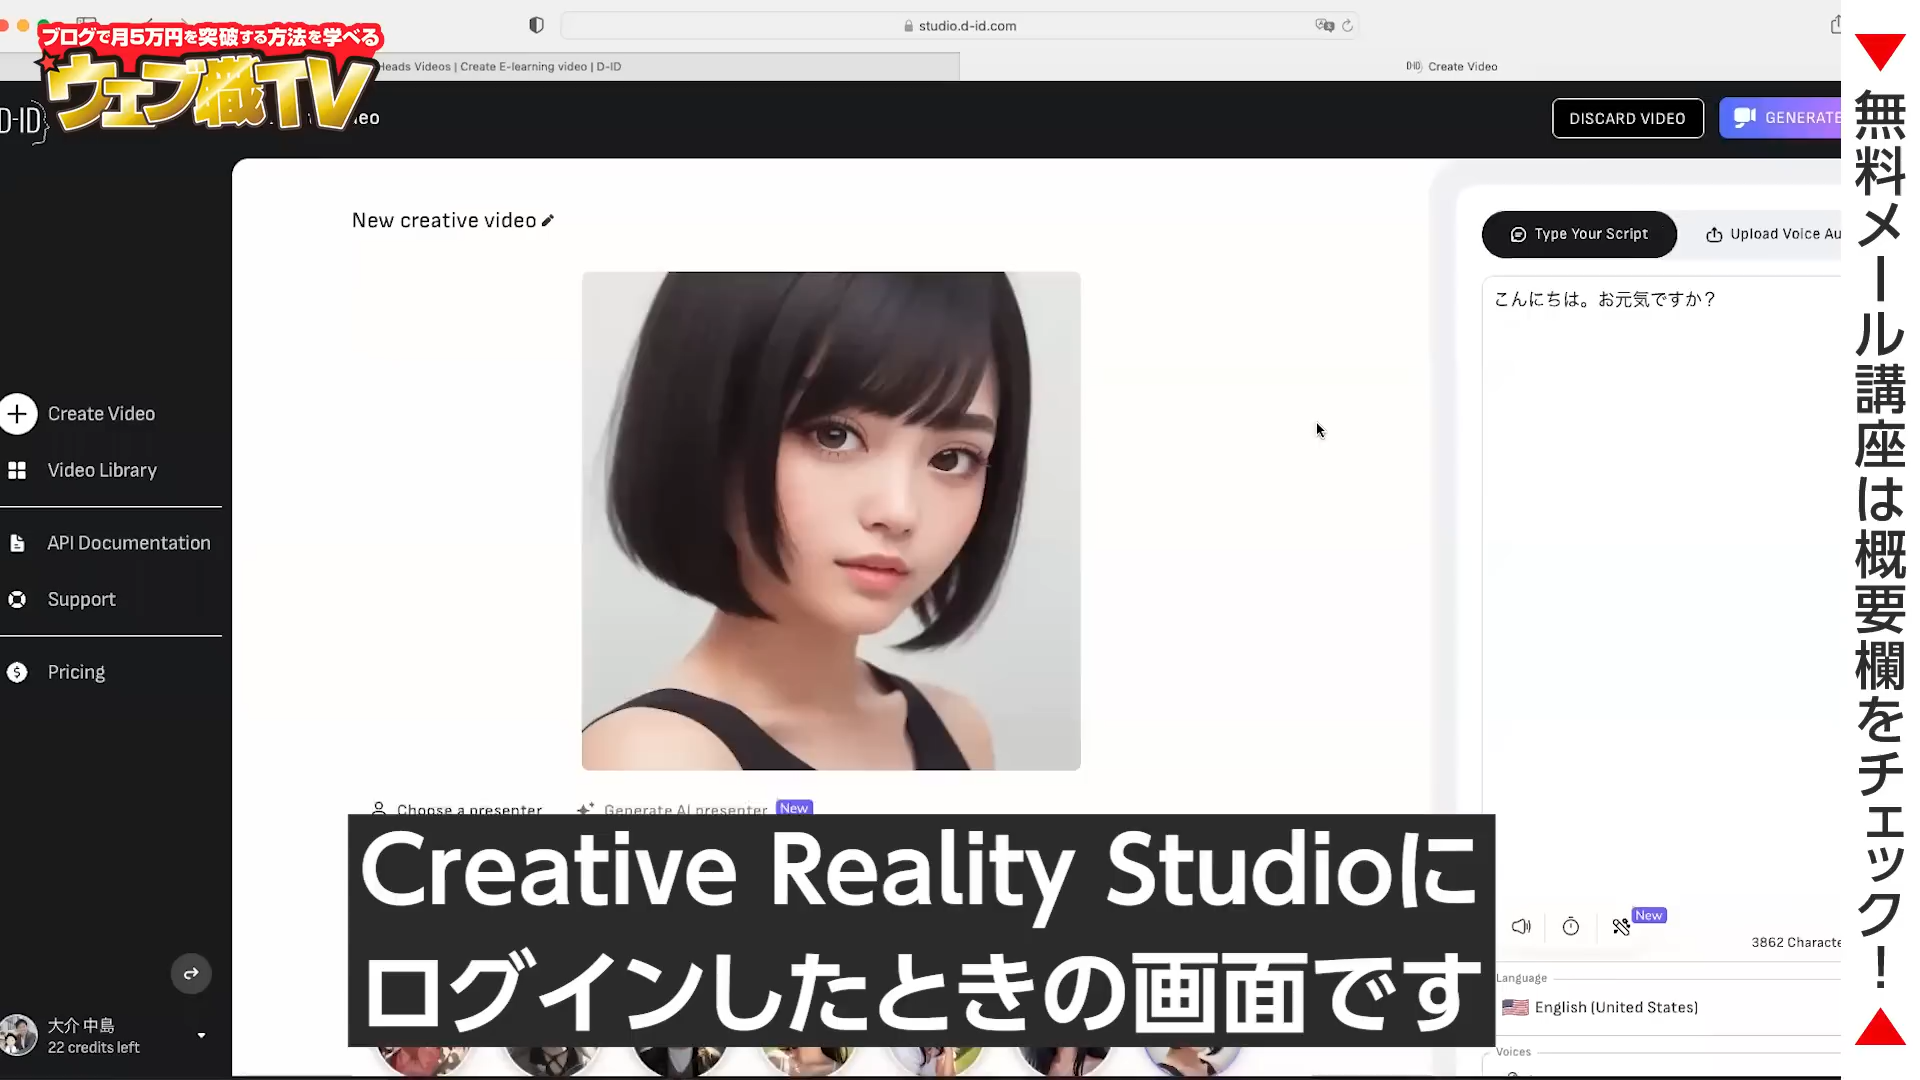 ブログで月5万円を突破する方法を学べる
ウェブ職TV
studio.d-id.com
Heads Videos | Create E-learning video | D-ID
D-ID Create Video
D-ID
DISCARD VIDEO
GENERATE
New creative video
Type Your Script
Upload Voice Au
こんにちは。お元気ですか？
Create Video
Video Library
API Documentation
Support
Pricing
Choose a presenter
Generate AI presenter
New
Creative Reality Studioに
ログインしたときの画面です
New
3862 Characte
Language
English (United States)
Voices
大介 中島
22 credits left
無料メール講座は概要欄をチェック！